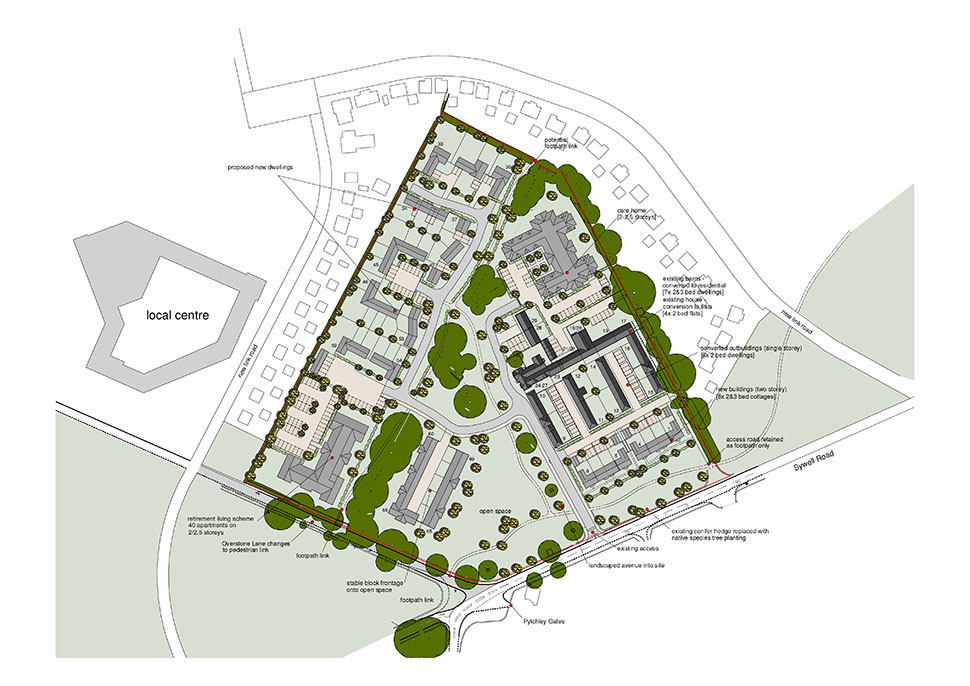 potential
footpath link
proposed new dwellings
care home
[2-2.5 storeys]
existing barns -
converted to residential
[7x 2&3 bed dwellings]
existing house -
conversion to flats
[4x 2 bed flats]
local centre
new link road
new link road
converted outbuildings (single storey)
[6x 2 bed dwellings]
new buildings (two storey)
[8x 2&3 bed cottages]
access road retained
as footpath only
Sywell Road
open space
retirement living scheme
40 apartments on
2/2.5 storeys
Overstone Lane changes
to pedestrian link
footpath link
existing conifer hedge replaced with
native species tree planting
existing access
landscaped avenue into site
stable block frontage
onto open space
footpath link
Pytchley Gates